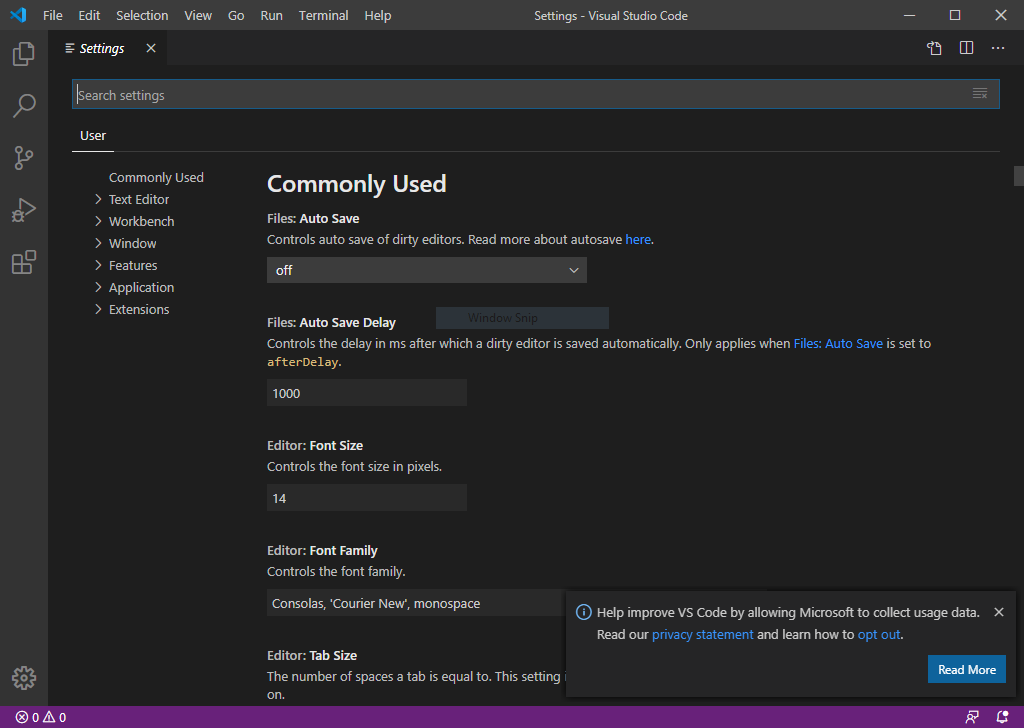 File Edit Selection View Go Run Terminal Help Settings - Visual Studio Code
Settings
Search settings
User
Commonly Used
Text Editor
Workbench
Window
Features
Application
Extensions
Commonly Used
Files: Auto Save
Controls auto save of dirty editors. Read more about autosave here.
off
Window Snip
Files: Auto Save Delay
Controls the delay in ms after which a dirty editor is saved automatically. Only applies when Files: Auto Save is set to
afterDelay.
1000
Editor: Font Size
Controls the font size in pixels.
14
Editor: Font Family
Controls the font family.
Consolas, 'Courier New', monospace
Editor: Tab Size
The number of spaces a tab is equal to. This setting
on.
Help improve VS Code by allowing Microsoft to collect usage data.
Read our privacy statement and learn how to opt out.
Read More
0 0